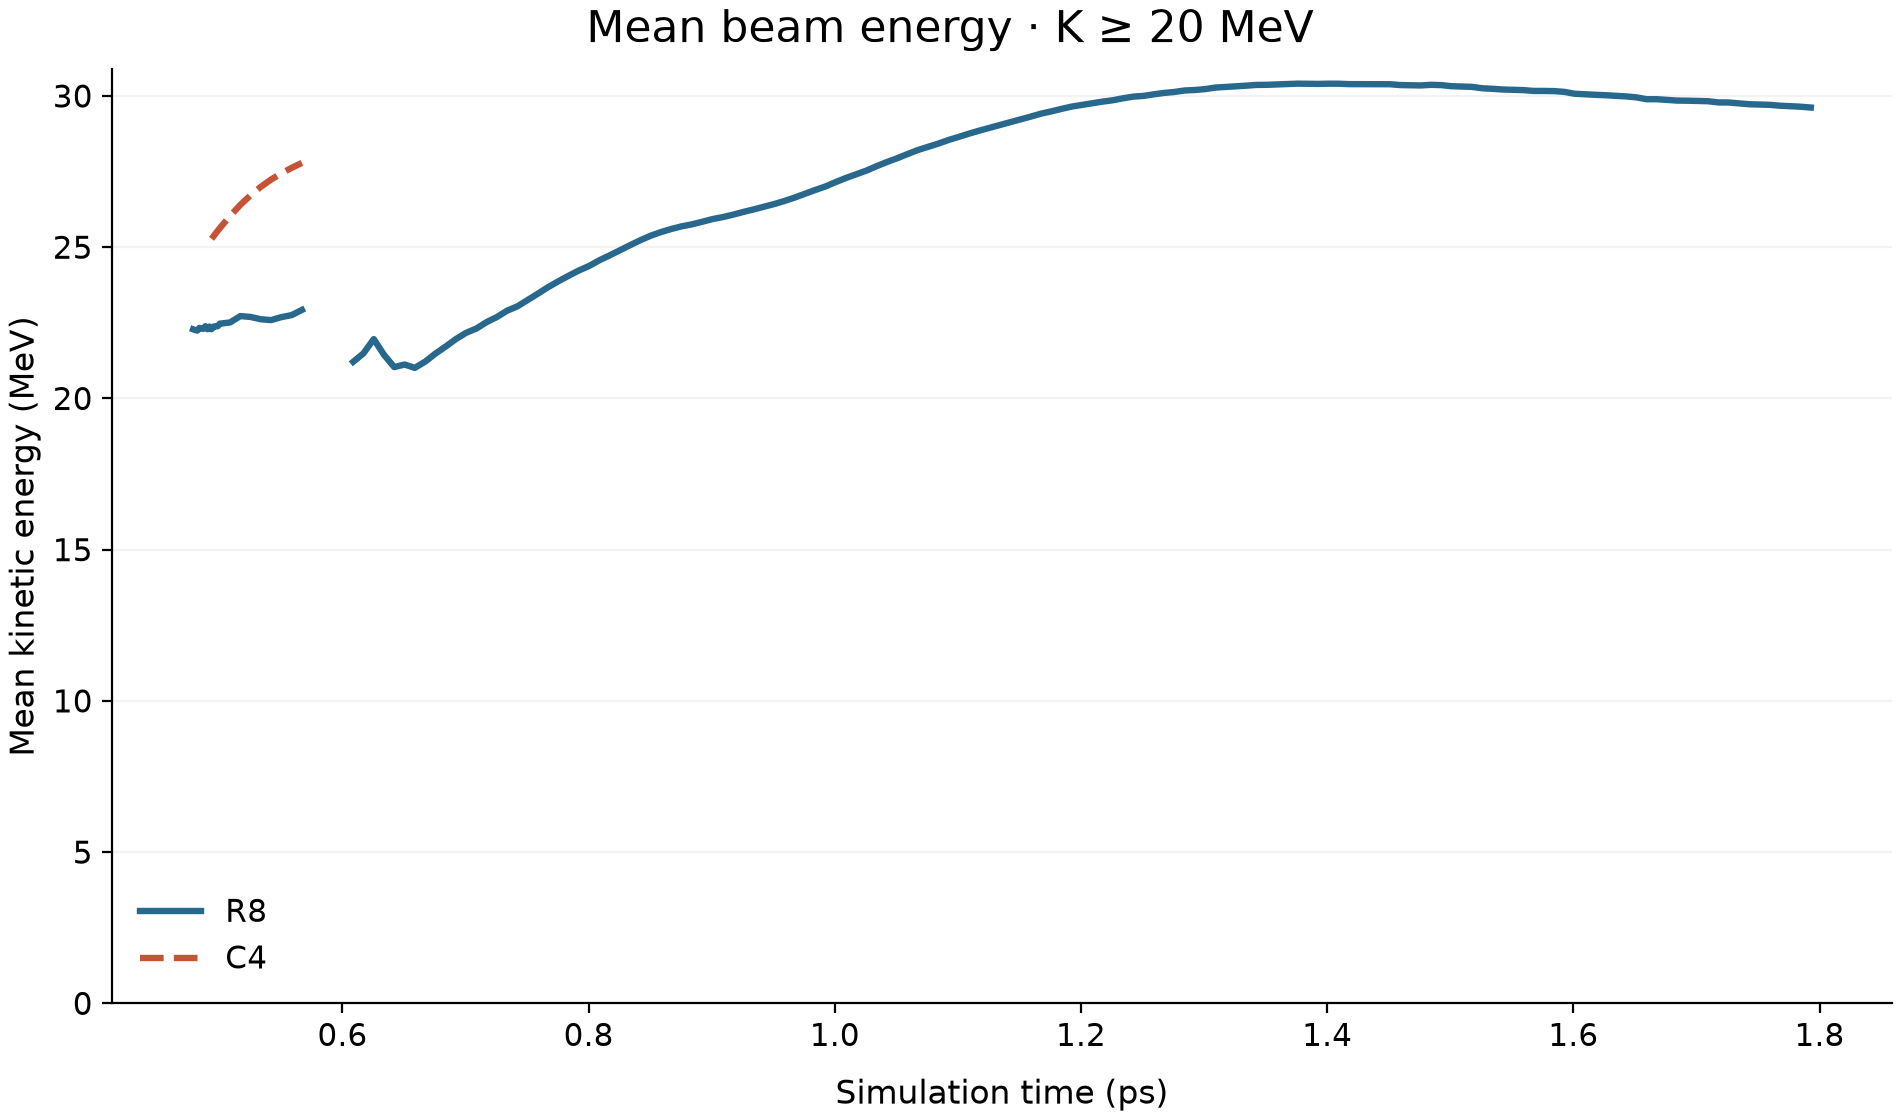 Mean beam energy · K ≥ 20 MeV
Mean kinetic energy (MeV)
30
25
20
15
10
5
0
R8
C4
0.6 0.8 1.0 1.2 1.4 1.6 1.8
Simulation time (ps)